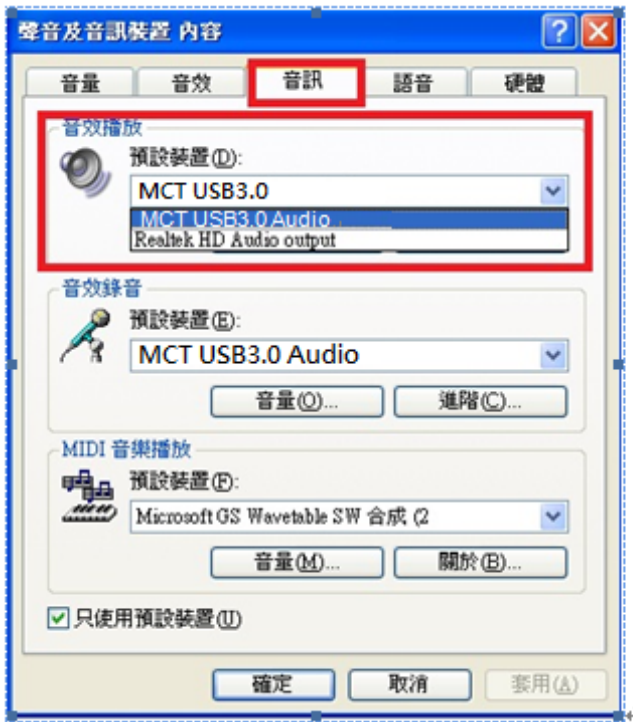 聲音及音訊裝置 內容
音量 音效 音訊 語音 硬體
音效播放
預設裝置(D):
MCT USB3.0
MCT USB3.0 Audio
Realtek HD Audio output
音效錄音
預設裝置(E):
MCT USB3.0 Audio
音量(O)... 進階(C)...
MIDI 音樂播放
預設裝置(F):
Microsoft GS Wavetable SW 合成 (2
音量(M)... 關於(B)...
只使用預設裝置(U)
確定 取消 套用(A)